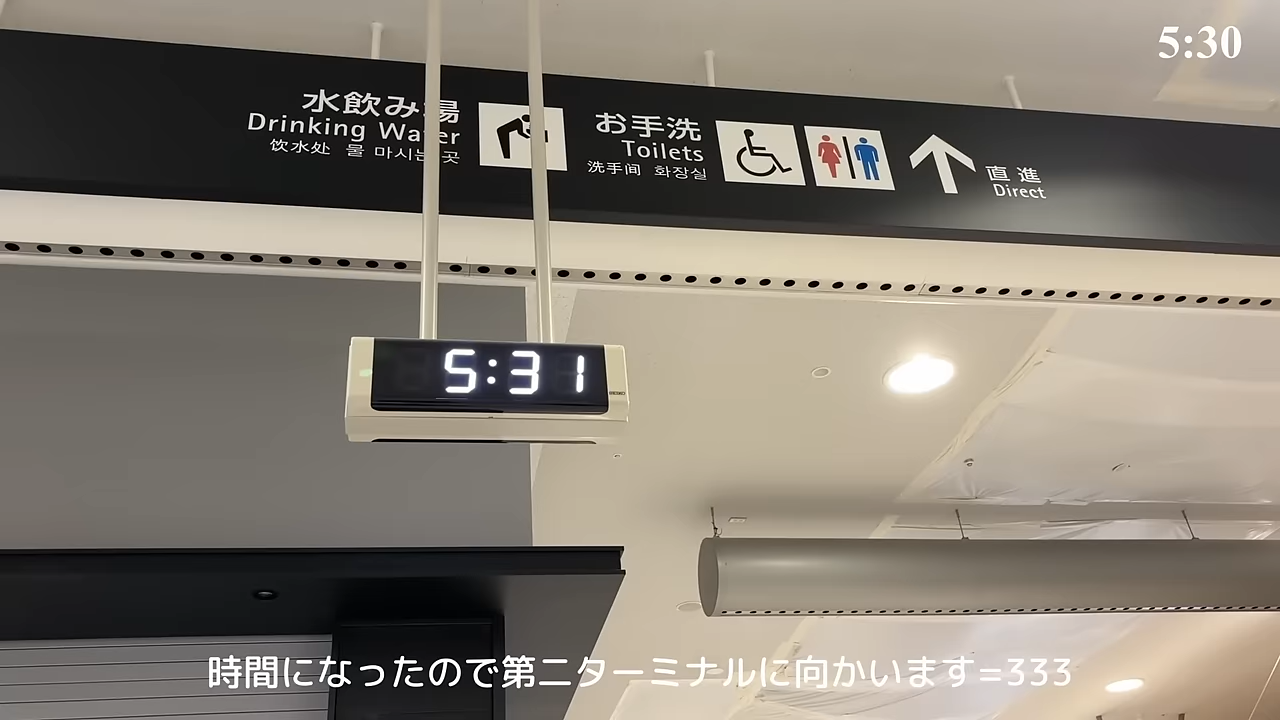 5:30
水飲み場
Drinking Water
饮水处 물 마시는 곳
お手洗
Toilets
洗手间 화장실
直進
Direct
5:31
時間になったので第二ターミナルに向かいます=333